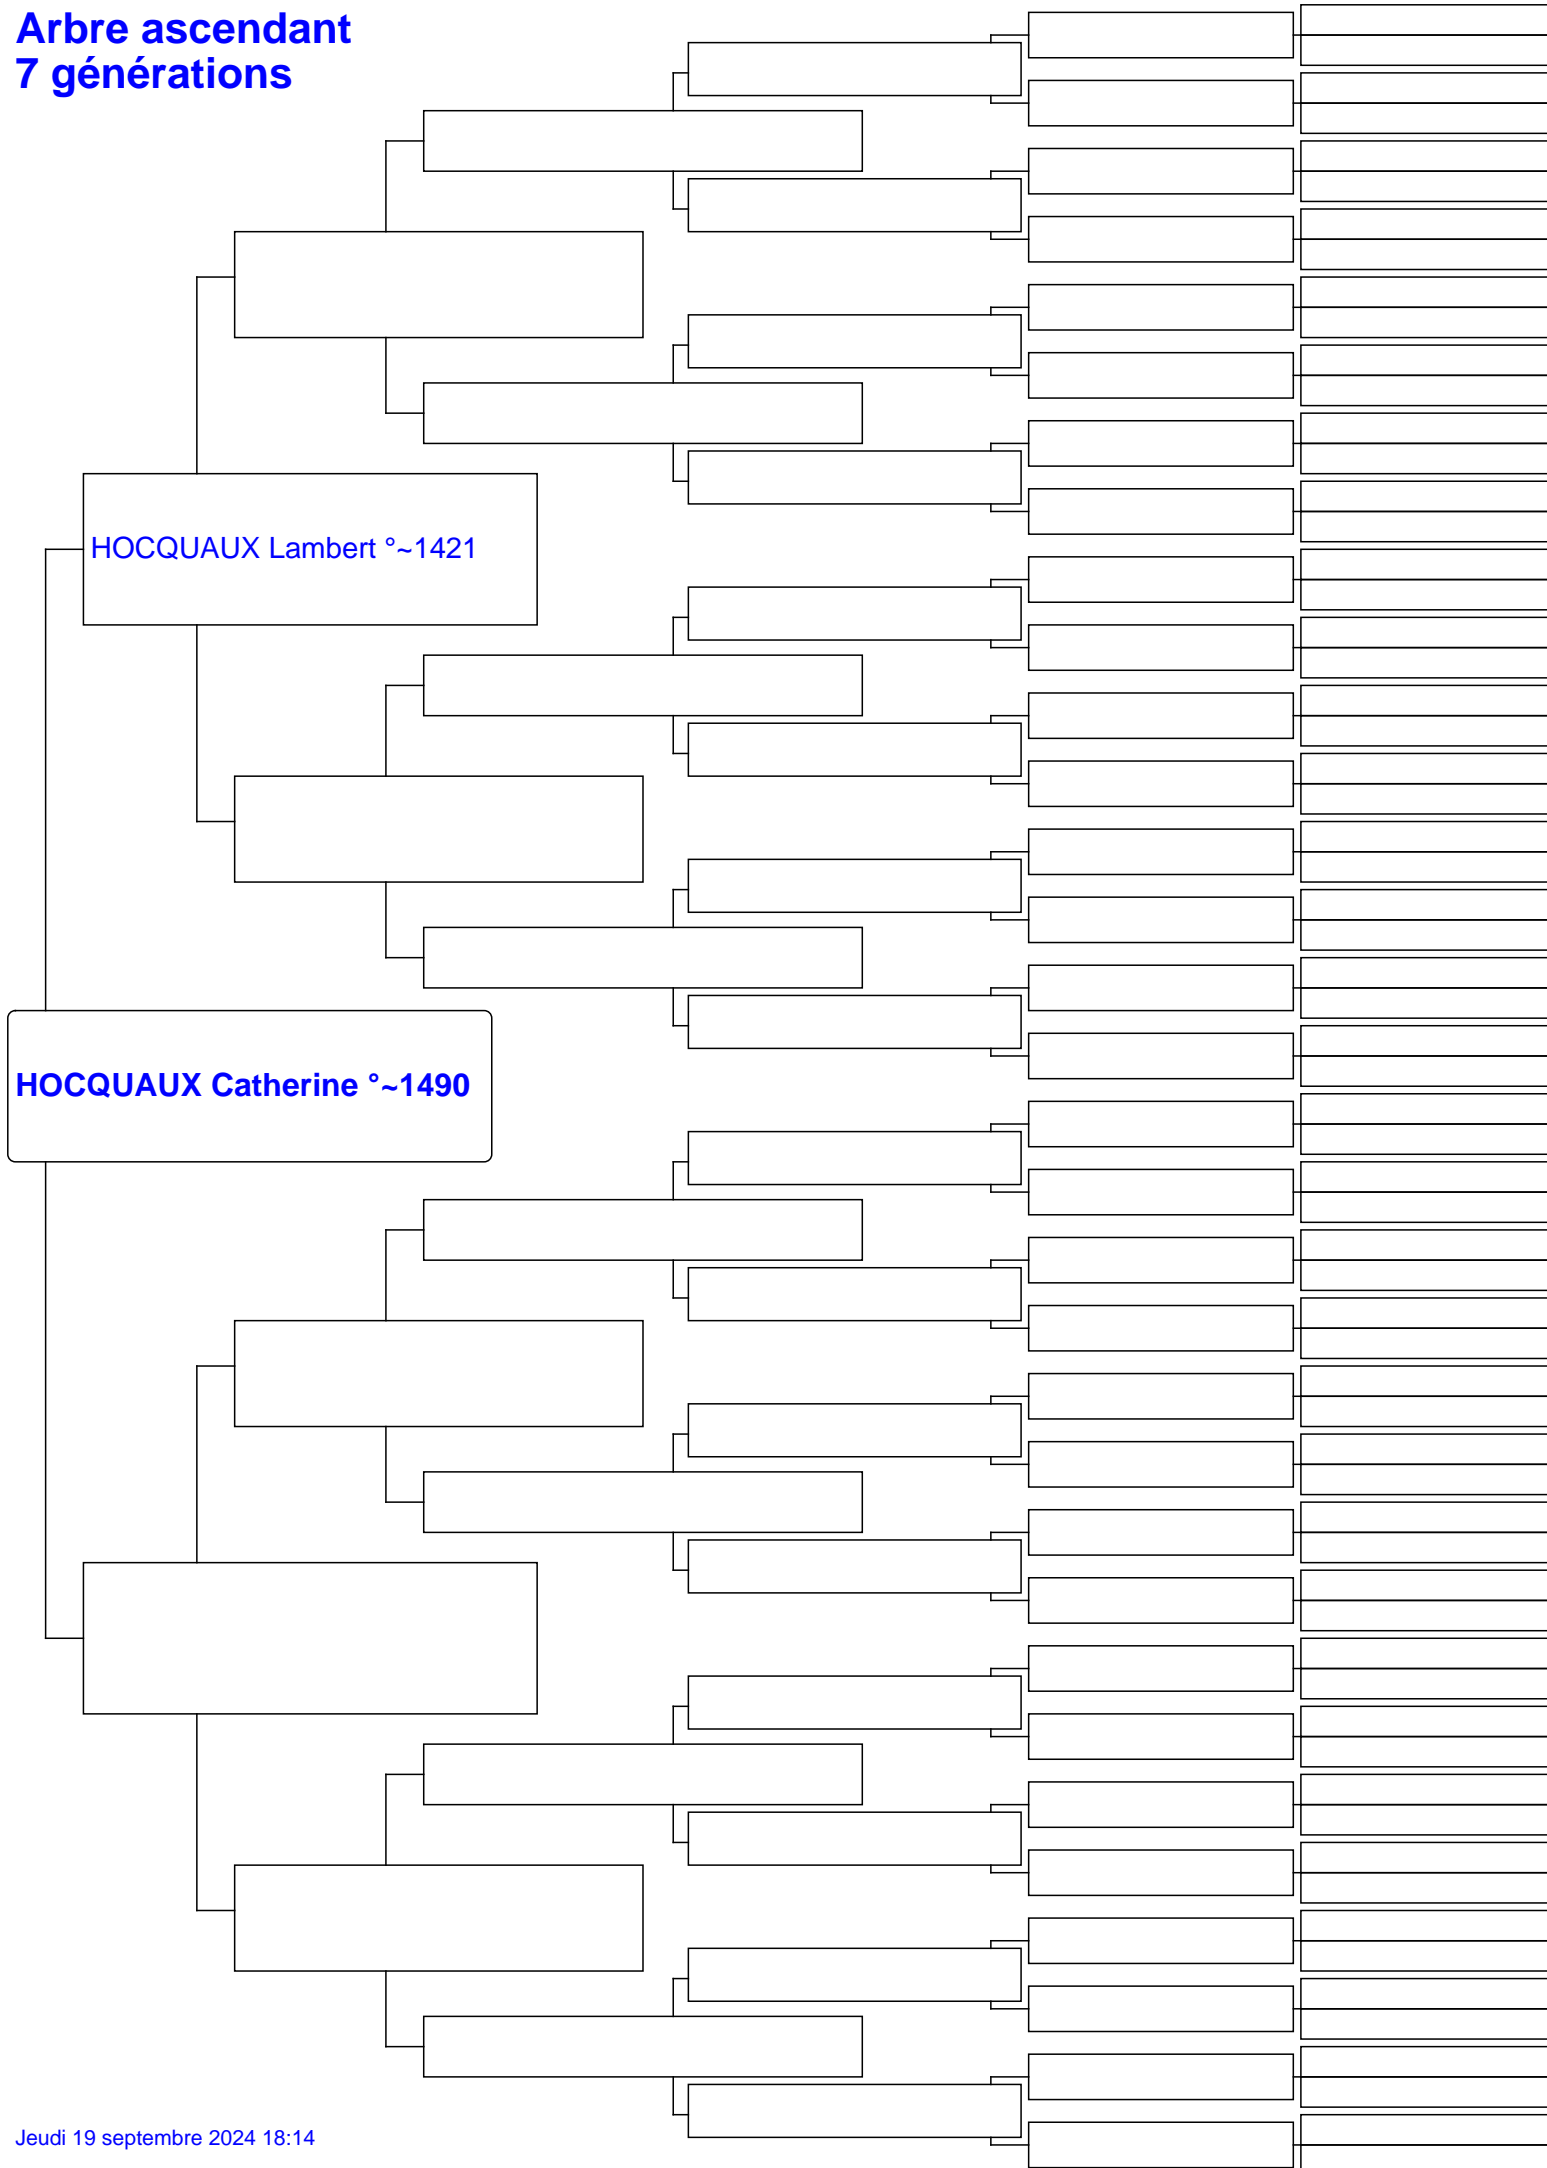 Arbre ascendant
7 générations
HOCQUAUX Lambert °~1421
HOCQUAUX Catherine °~1490
Jeudi 19 septembre 2024 18:14